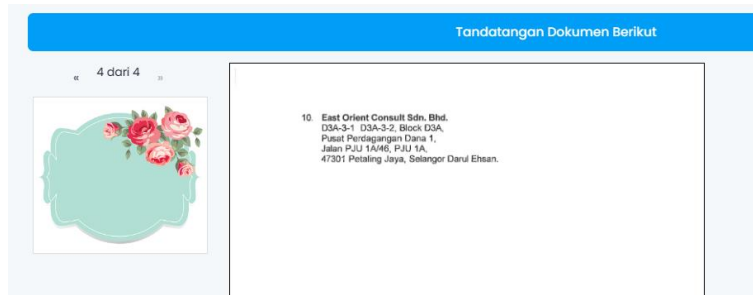 Tandatangan Dokumen Berikut
« 4 dari 4 »
10. East Orient Consult Sdn. Bhd.
D3A-3-1 D3A-3-2, Block D3A,
Pusat Perdagangan Dana 1,
Jalan PJU 1A/46, PJU 1A,
47301 Petaling Jaya, Selangor Darul Ehsan.